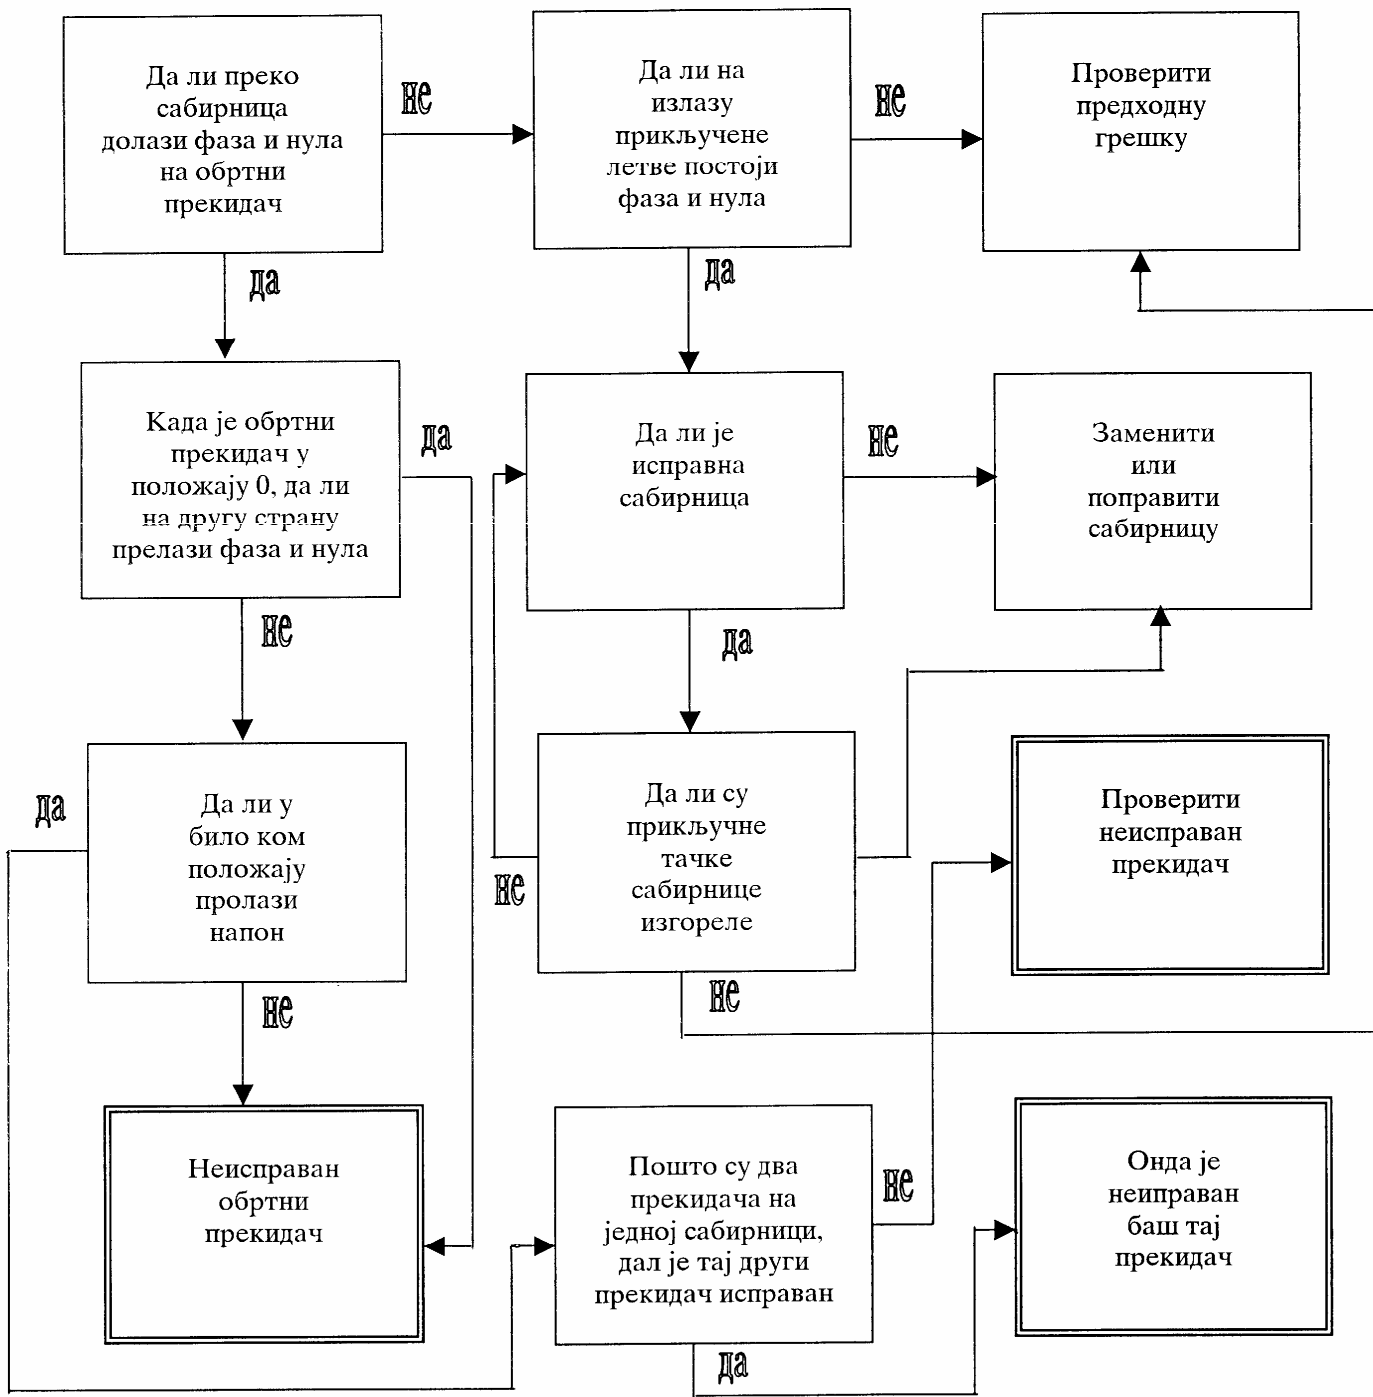 Да ли преко
сабирница
долази фаза и нула
на обртни
прекидач
не
Да ли на
излазу
прикључене
летве постоји
фаза и нула
не
Проверити
предходну
грешку
да
да
Када је обртни
прекидач у
положају 0, да ли
на другу страну
прелази фаза и нула
да
Да ли је
исправна
сабирница
не
Заменити
или
поправити
сабирницу
не
да
да
Да ли у
било ком
положају
пролази
напон
не
Да ли су
прикључне
тачке
сабирнице
изгореле
Проверити
неисправан
прекидач
не
не
Неисправан
обртни
прекидач
Пошто су два
прекидача на
једној сабирници,
дал је тај други
прекидач исправан
не
Онда је
неиправан
баш тај
прекидач
да